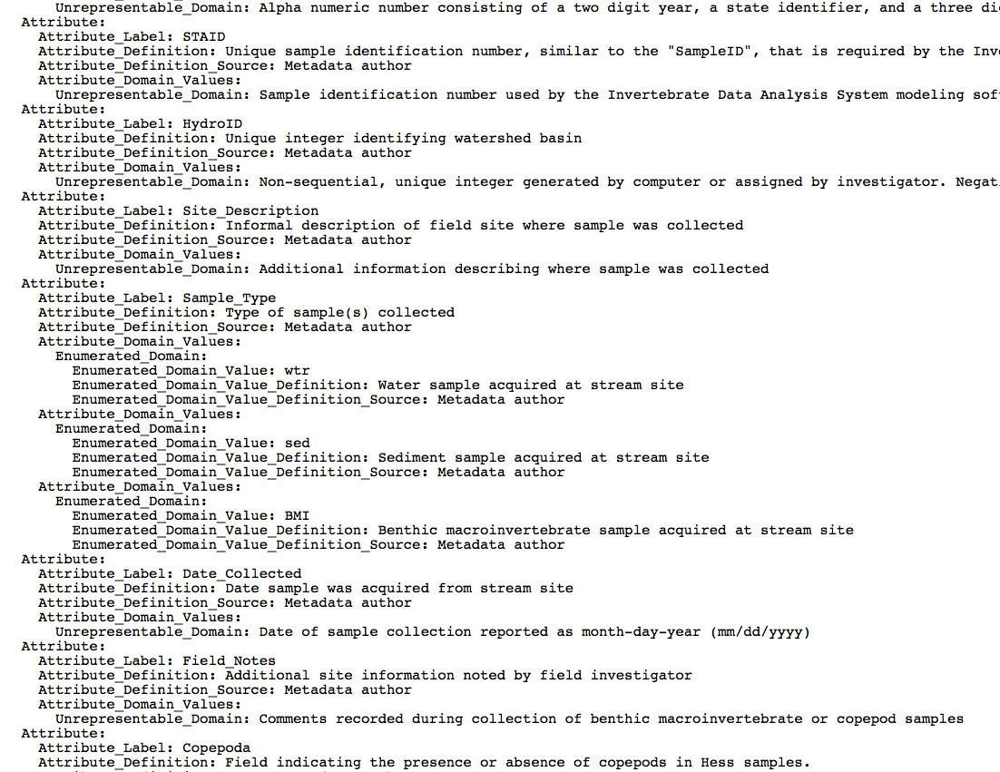 Unrepresentable_Domain: Alpha numeric number consisting of a two digit year, a state identifier, and a three
Attribute:
Attribute_Label: STAID
Attribute_Definition: Unique sample identification number, similar to the "SampleID", that is required by the
Attribute_Definition_Source: Metadata author
Attribute_Domain_Values:
Unrepresentable_Domain: Sample identification number used by the Invertebrate Data Analysis System modeling
Attribute:
Attribute_Label: HydroID
Attribute_Definition: Unique integer identifying watershed basin
Attribute_Definition_Source: Metadata author
Attribute_Domain_Values:
Unrepresentable_Domain: Non-sequential, unique integer generated by computer or assigned by investigator.
Attribute:
Attribute_Label: Site_Description
Attribute_Definition: Informal description of field site where sample was collected
Attribute_Definition_Source: Metadata author
Attribute_Domain_Values:
Unrepresentable_Domain: Additional information describing where sample was collected
Attribute:
Attribute_Label: Sample_Type
Attribute_Definition: Type of sample(s) collected
Attribute_Definition_Source: Metadata author
Attribute_Domain_Values:
Enumerated_Domain:
Enumerated_Domain_Value: wtr
Enumerated_Domain_Value_Definition: Water sample acquired at stream site
Enumerated_Domain_Value_Definition_Source: Metadata author
Attribute_Domain_Values:
Enumerated_Domain:
Enumerated_Domain_Value: sed
Enumerated_Domain_Value_Definition: Sediment sample acquired at stream site
Enumerated_Domain_Value_Definition_Source: Metadata author
Attribute_Domain_Values:
Enumerated_Domain:
Enumerated_Domain_Value: BMI
Enumerated_Domain_Value_Definition: Benthic macroinvertebrate sample acquired at stream site
Enumerated_Domain_Value_Definition_Source: Metadata author
Attribute:
Attribute_Label: Date_Collected
Attribute_Definition: Date sample was acquired from stream site
Attribute_Definition_Source: Metadata author
Attribute_Domain_Values:
Unrepresentable_Domain: Date of sample collection reported as month-day-year (mm/dd/yyyy)
Attribute:
Attribute_Label: Field_Notes
Attribute_Definition: Additional site information noted by field investigator
Attribute_Definition_Source: Metadata author
Attribute_Domain_Values:
Unrepresentable_Domain: Comments recorded during collection of benthic macroinvertebrate or copepod samples
Attribute:
Attribute_Label: Copepoda
Attribute_Definition: Field indicating the presence or absence of copepods in Hess samples.